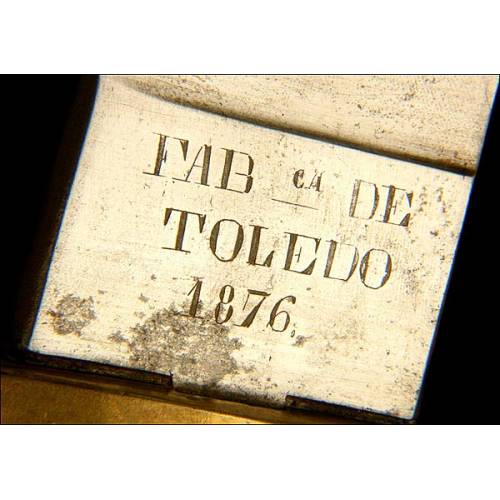 FAB CA DE
TOLEDO
1876,